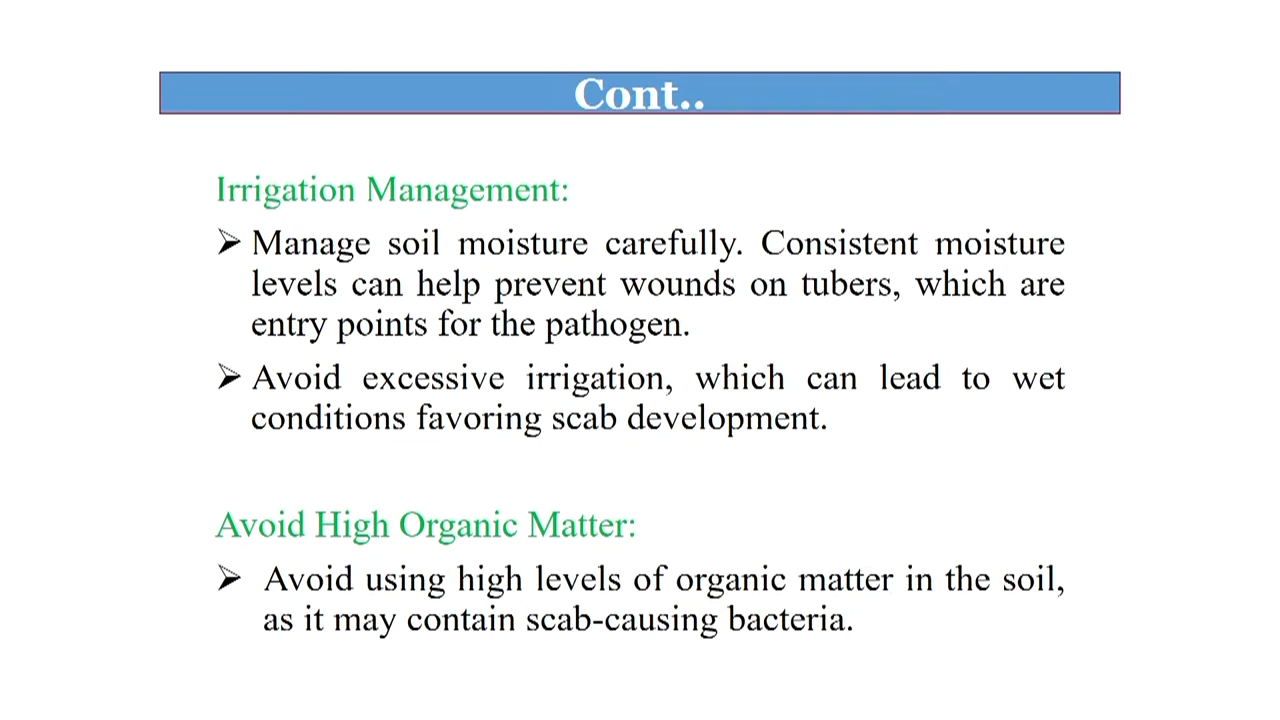 Cont..
Irrigation Management:
➢ Manage soil moisture carefully. Consistent moisture
levels can help prevent wounds on tubers, which are
entry points for the pathogen.
➢ Avoid excessive irrigation, which can lead to wet
conditions favoring scab development.
Avoid High Organic Matter:
➢ Avoid using high levels of organic matter in the soil,
as it may contain scab-causing bacteria.